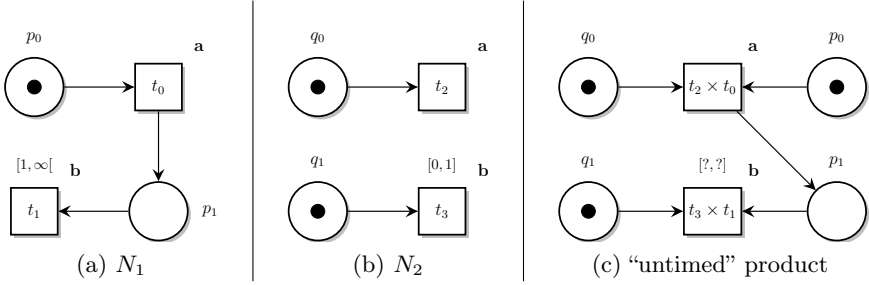 p₀
a
t₀
[1, ∞[
b
t₁
p₁
(a) N₁
q₀
a
t₂
q₁
[0, 1]
b
t₃
(b) N₂
q₀
a
p₀
t₂ × t₀
q₁
[?, ?]
b
p₁
t₃ × t₁
(c) “untimed” product